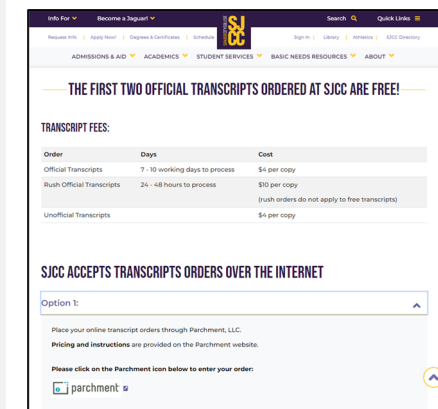 Info For Become a Jaguar! Search Quick Links
SJ
CC
Request Info | Apply Now! | Degrees & Certificates | Schedule Sign In | Library | Athletics | SJCC Directory
ADMISSIONS & AID ACADEMICS STUDENT SERVICES BASIC NEEDS RESOURCES ABOUT
THE FIRST TWO OFFICIAL TRANSCRIPTS ORDERED AT SJCC ARE FREE!
TRANSCRIPT FEES:
Order Days Cost
Official Transcripts 7 - 10 working days to process $4 per copy
Rush Official Transcripts 24 - 48 hours to process $10 per copy
(rush orders do not apply to free transcripts)
Unofficial Transcripts $4 per copy
SJCC ACCEPTS TRANSCRIPTS ORDERS OVER THE INTERNET
Option 1:
Place your online transcript orders through Parchment, LLC.
Pricing and instructions are provided on the Parchment website.
Please click on the Parchment icon below to enter your order:
parchment